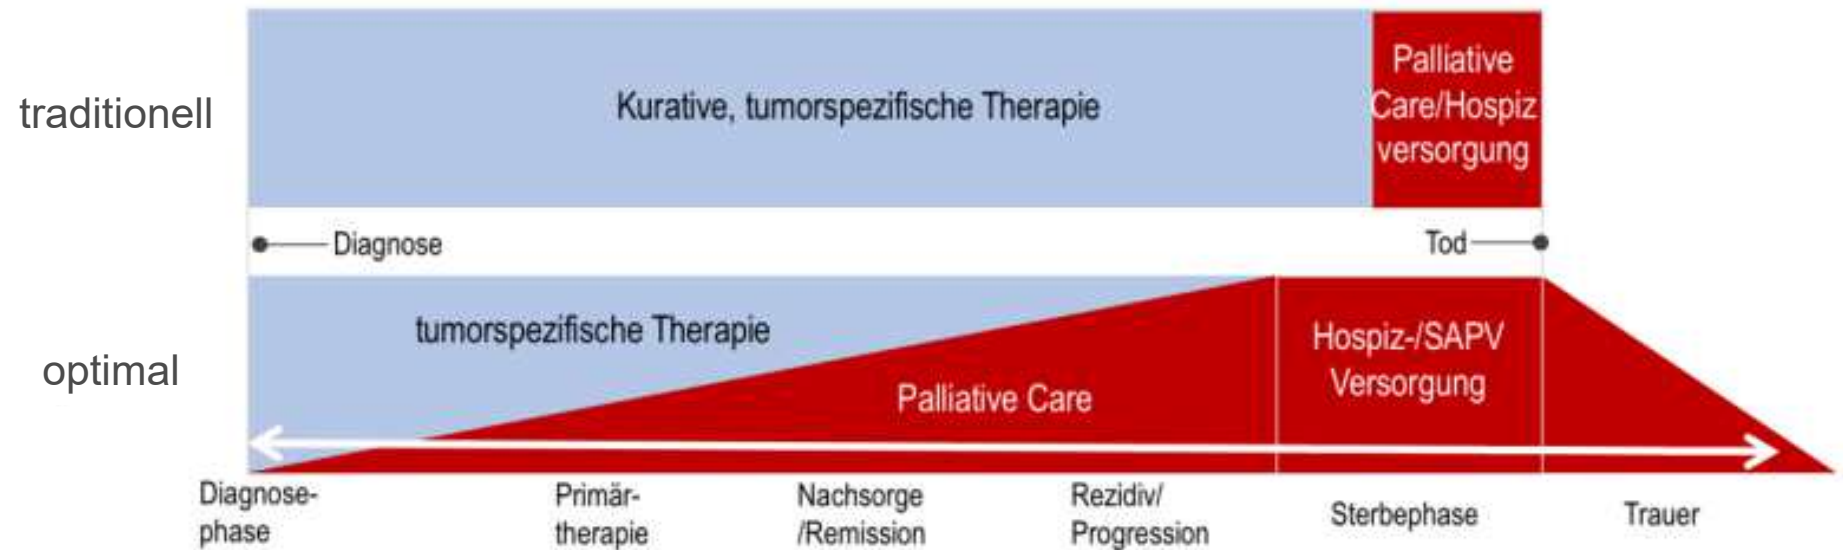 traditionell
Kurative, tumorspezifische Therapie
Palliative
Care/Hospiz
versorgung
Diagnose
Tod
optimal
tumorspezifische Therapie
Palliative Care
Hospiz-/SAPV
Versorgung
Diagnose-
phase
Primär-
therapie
Nachsorge
/Remission
Rezidiv/
Progression
Sterbephase
Trauer